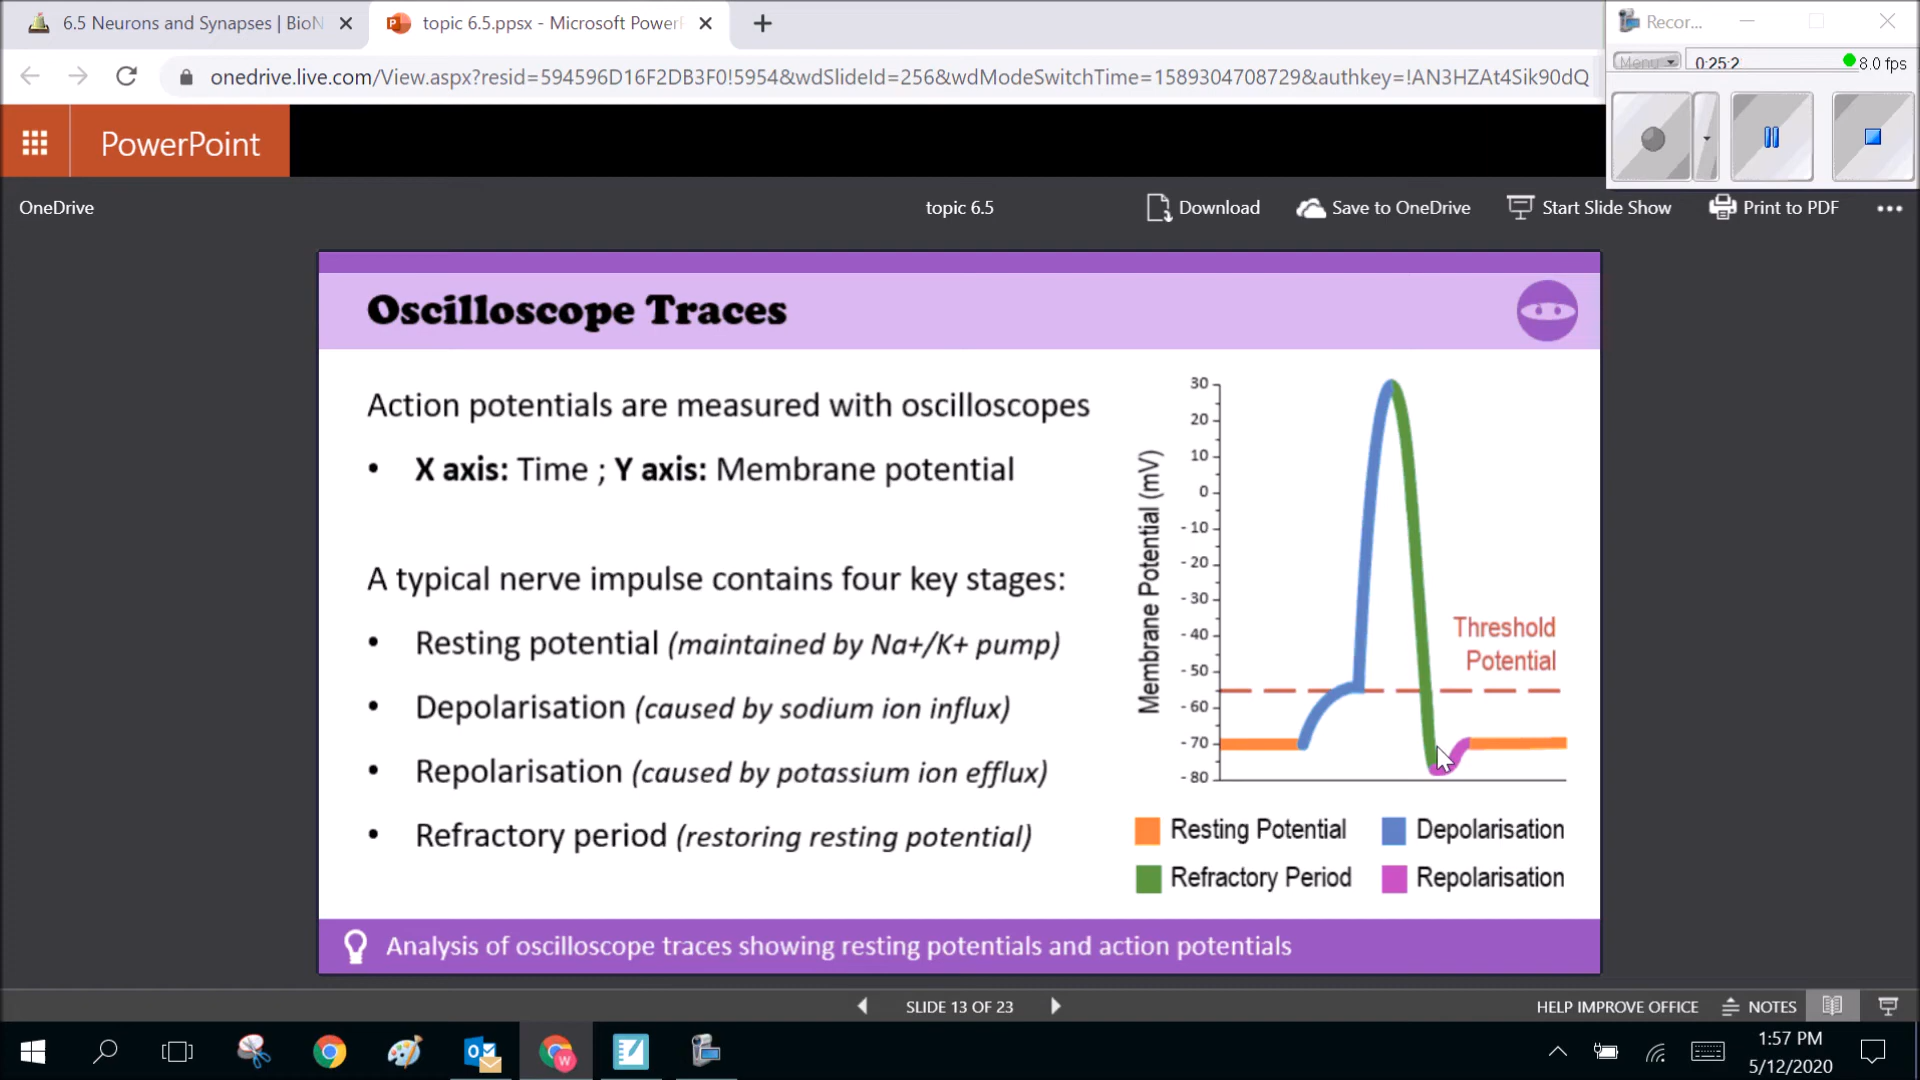 6.5 Neurons and Synapses | BioN
topic 6.5.ppsx - Microsoft PowerP
Recor...
onedrive.live.com/View.aspx?resid=594596D16F2DB3F0!5954&wdSlideId=256&wdModeSwitchTime=1589304708729&authkey=!AN3HZAt4Sik90dQ
Menu
0:25:2
8.0 fps
PowerPoint
OneDrive
topic 6.5
Download
Save to OneDrive
Start Slide Show
Print to PDF
Oscilloscope Traces
Action potentials are measured with oscilloscopes
• X axis: Time ; Y axis: Membrane potential
A typical nerve impulse contains four key stages:
• Resting potential (maintained by Na+/K+ pump)
• Depolarisation (caused by sodium ion influx)
• Repolarisation (caused by potassium ion efflux)
• Refractory period (restoring resting potential)
Membrane Potential (mV)
30
20
10
0
- 10
- 20
- 30
- 40
- 50
- 60
- 70
- 80
Threshold
Potential
Resting Potential
Depolarisation
Refractory Period
Repolarisation
Analysis of oscilloscope traces showing resting potentials and action potentials
SLIDE 13 OF 23
HELP IMPROVE OFFICE
NOTES
W
1:57 PM
5/12/2020